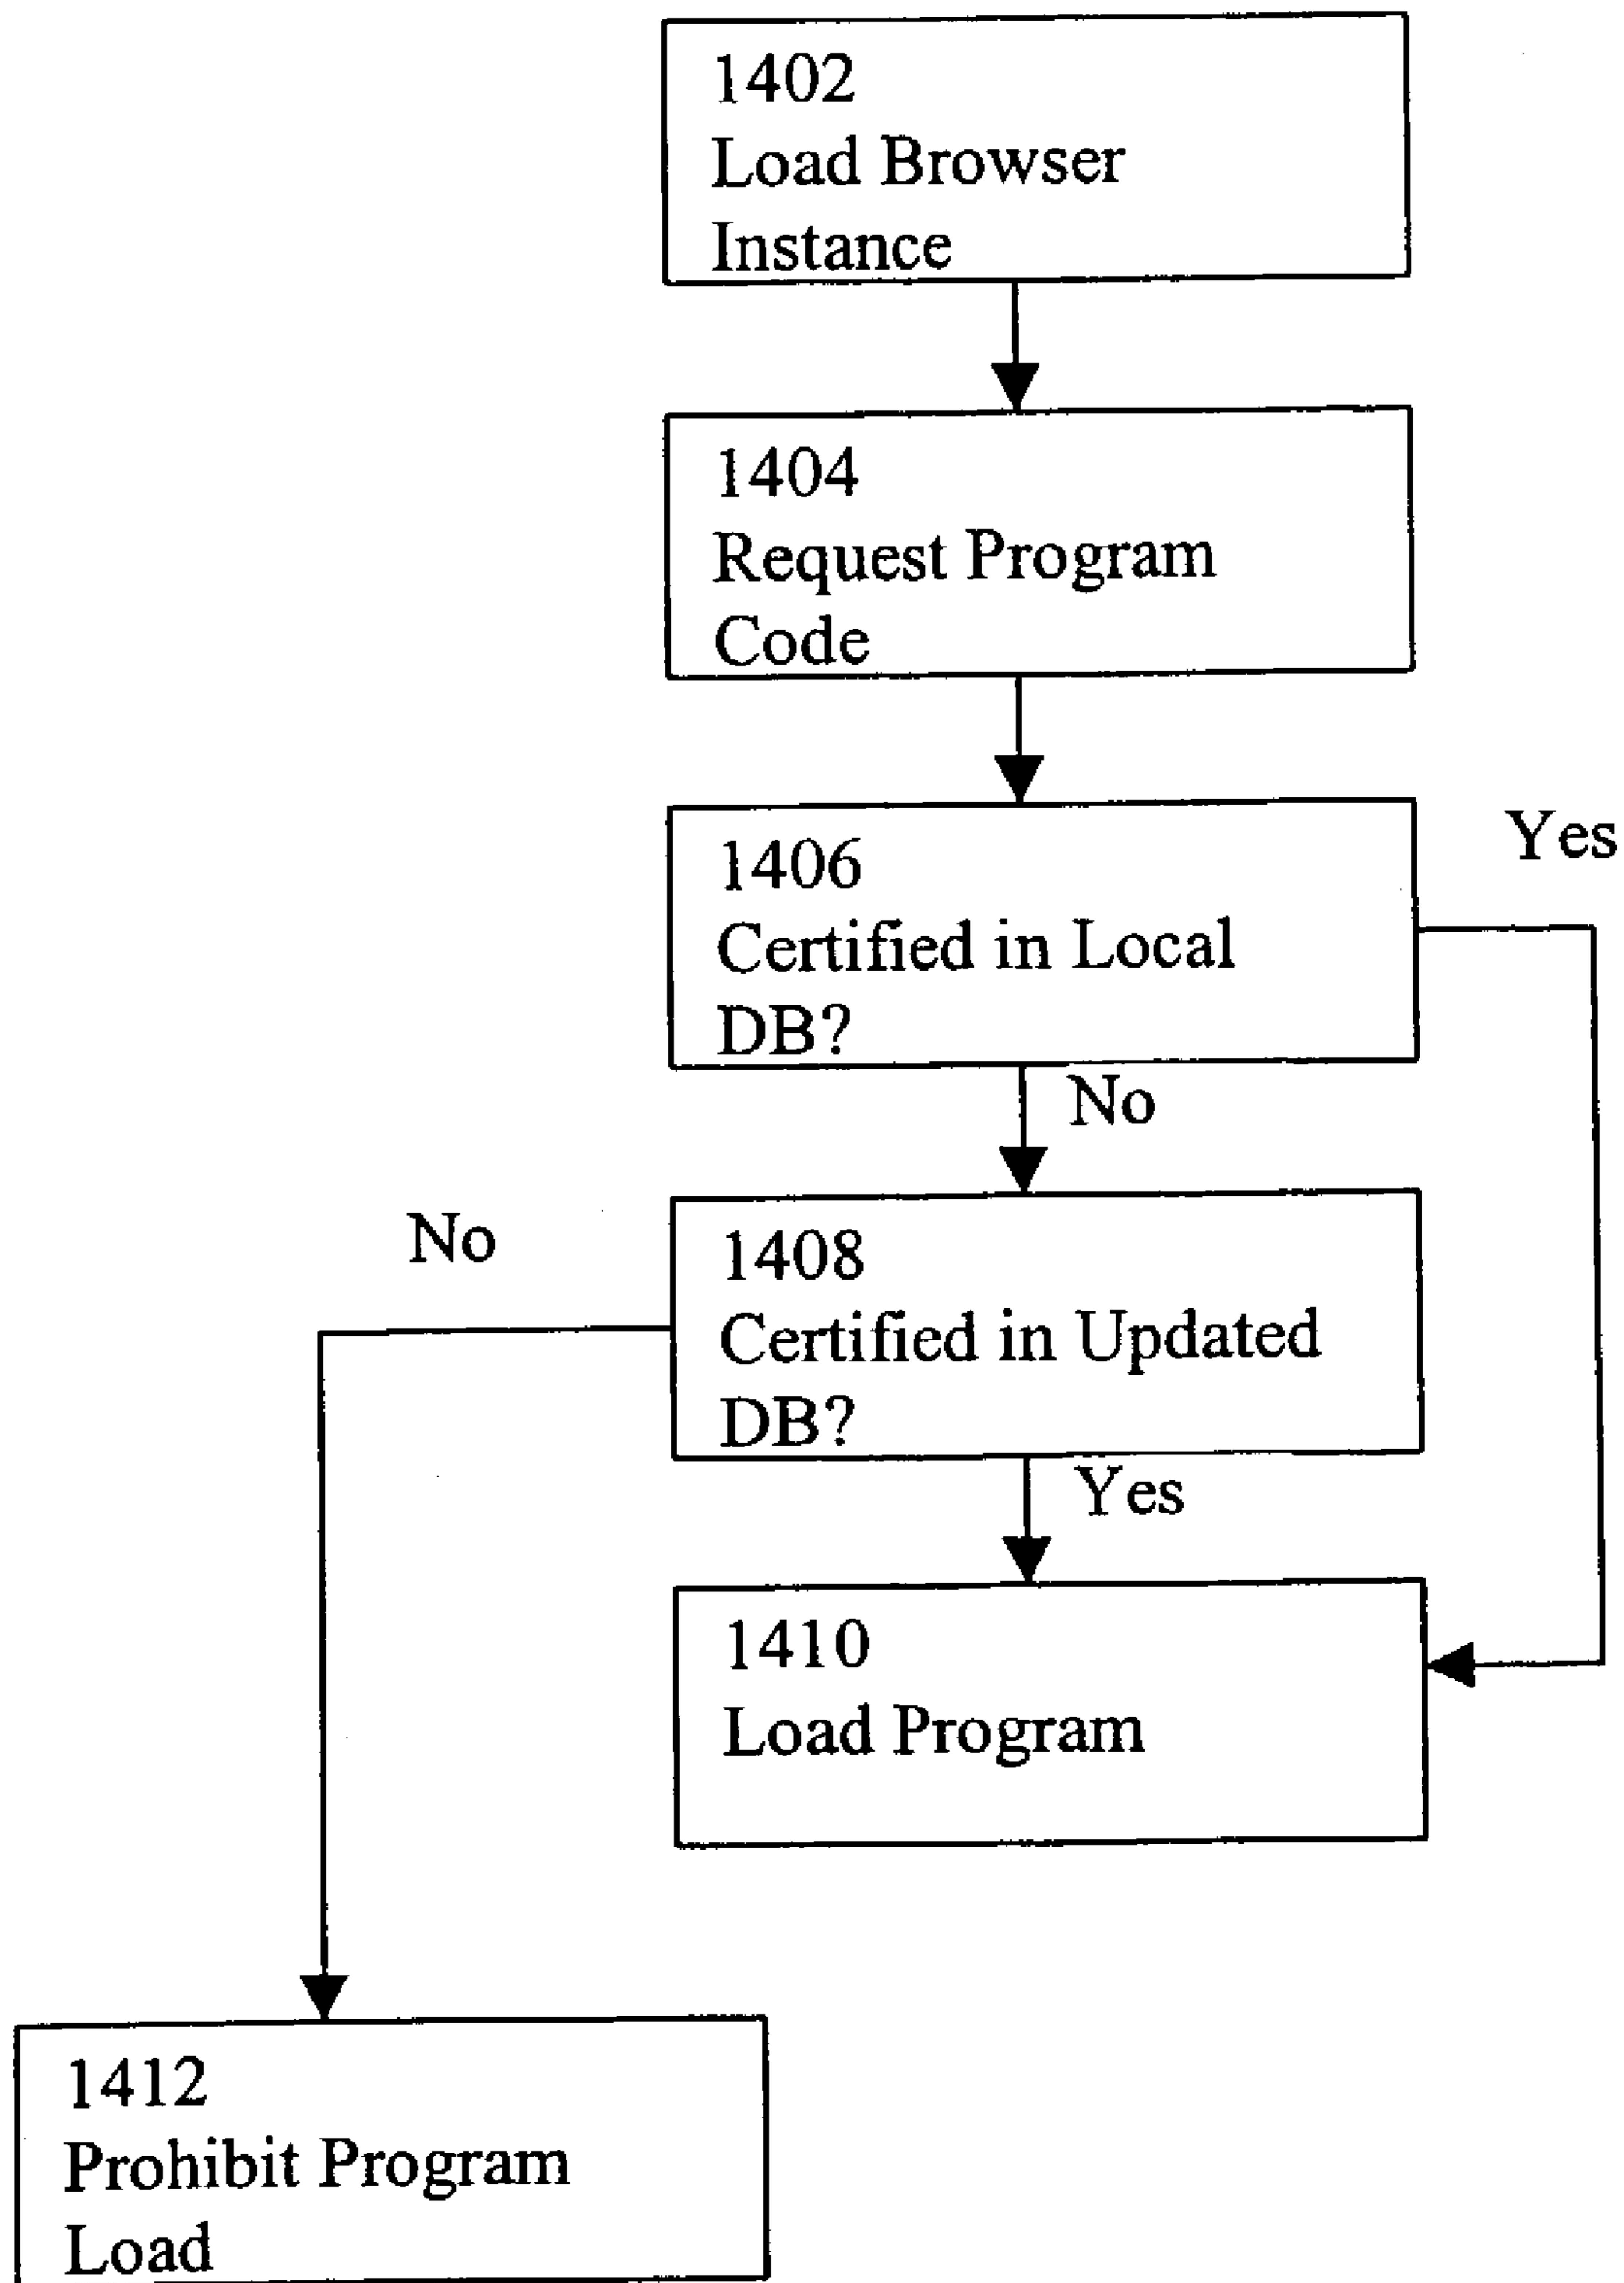 1402
Load Browser
Instance
1404
Request Program
Code
1406
Certified in Local
DB?
Yes
No
1408
Certified in Updated
DB?
No
Yes
1410
Load Program
1412
Prohibit Program
Load